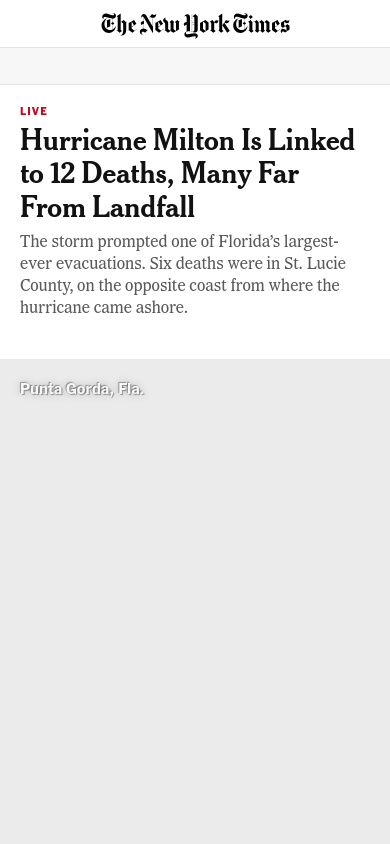 The New York Times
LIVE
Hurricane Milton Is Linked
to 12 Deaths, Many Far
From Landfall
The storm prompted one of Florida’s largest-
ever evacuations. Six deaths were in St. Lucie
County, on the opposite coast from where the
hurricane came ashore.
Punta Gorda, Fla.